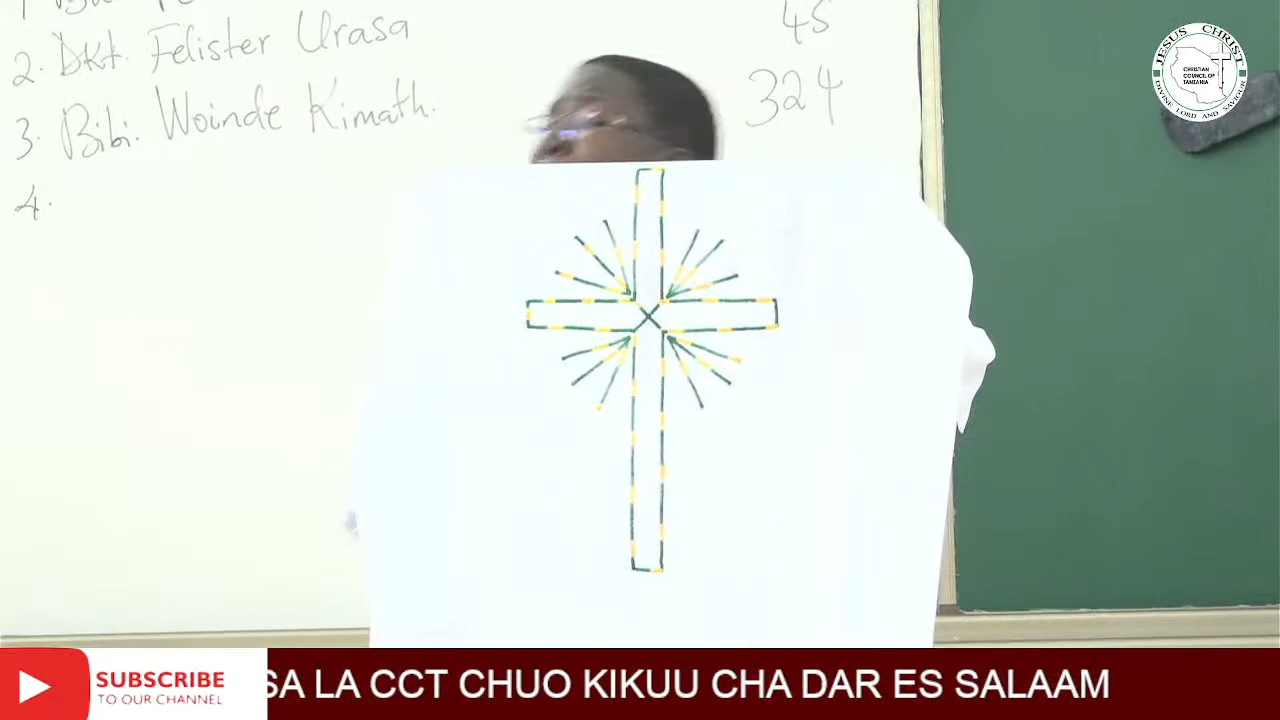 2. Dkt. Felister Urasa 45
3. Bibi. Woinde Kimath. 324
4.
JESUS CHRIST
CHRISTIAN
COUNCIL OF
TANZANIA
DIVINE LORD AND SAVIOUR
SUBSCRIBE
TO OUR CHANNEL
SA LA CCT CHUO KIKUU CHA DAR ES SALAAM